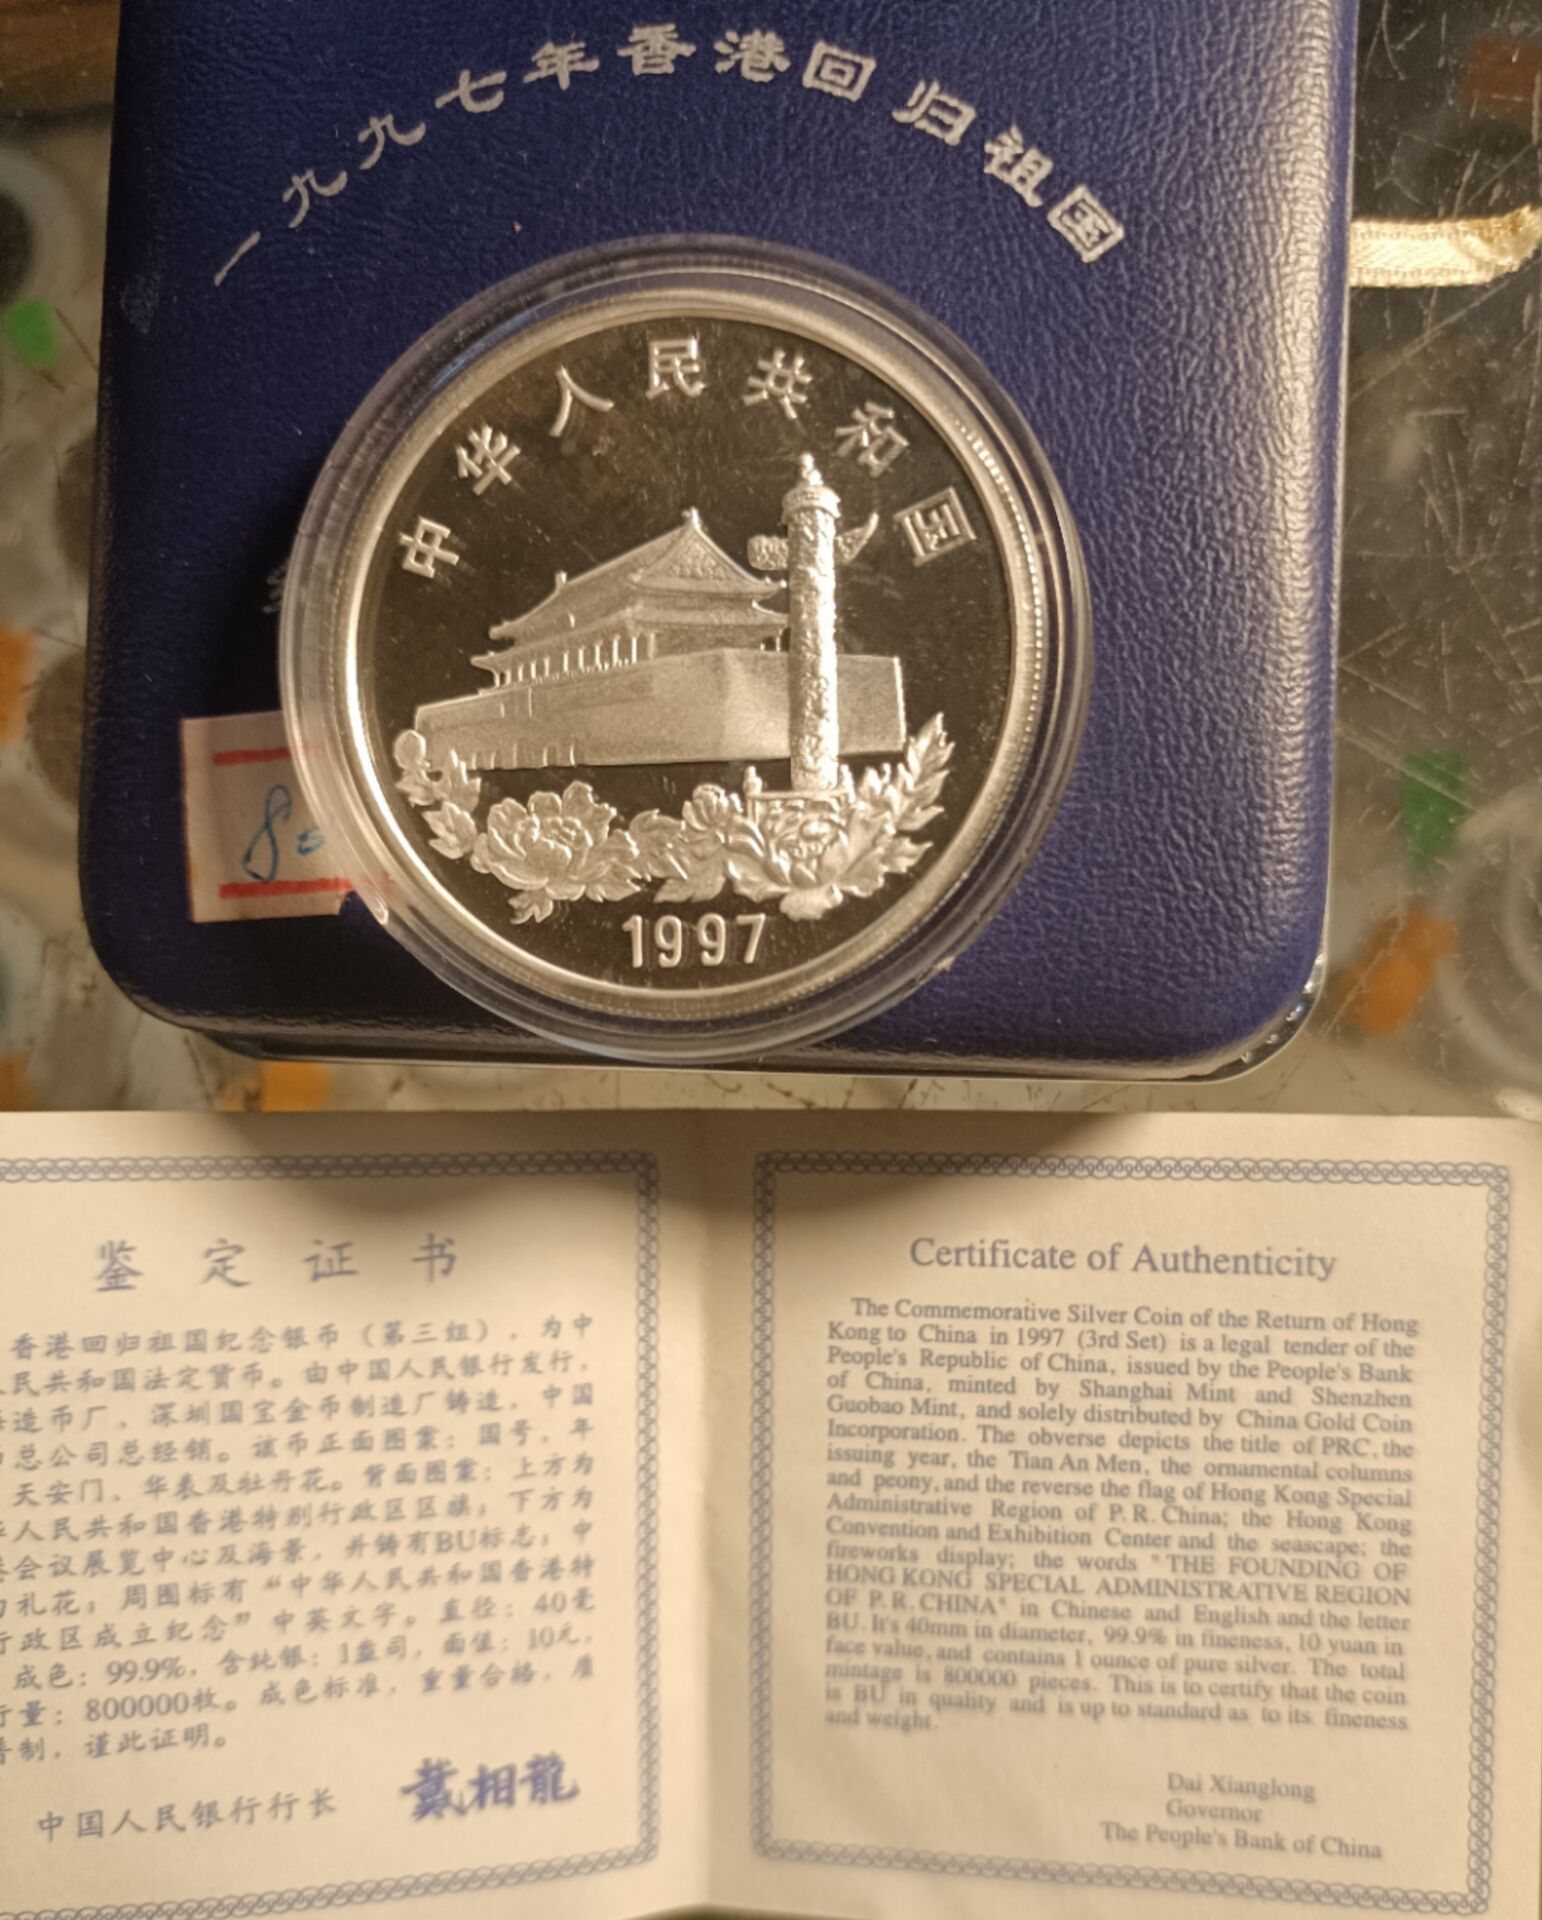 一九九七年香港回归祖国
中华人民共和国
80
1997
鉴定证书
香港回归祖国纪念银币（第三组），为中
民共和国法定货币。由中国人民银行发行，
造币厂、深圳国宝金币制造厂铸造，中国
总公司总经销。该币正面图案：国号、年
天安门、华表及牡丹花。背面图案：上方为
人民共和国香港特别行政区区旗；下方为
会议展览中心及海景，并铸有BU标志；中
礼花；周围标有“中华人民共和国香港特
行政区成立纪念”中英文字。直径：40毫
成色：99.9%，含纯银：1盎司，面值：10元，
行量：800000枚。成色标准，重量合格，质
普制，谨此证明。
中国人民银行行长 戴相龍
Certificate of Authenticity
The Commemorative Silver Coin of the Return of Hong
Kong to China in 1997 (3rd Set) is a legal tender of the
People's Republic of China, issued by the People's Bank
of China, minted by Shanghai Mint and Shenzhen
Guobao Mint, and solely distributed by China Gold Coin
Incorporation. The obverse depicts the title of PRC, the
issuing year, the Tian An Men, the ornamental columns
and peony, and the reverse the flag of Hong Kong Special
Administrative Region of P. R. China; the Hong Kong
Convention and Exhibition Center and the seascape; the
fireworks display; the words "THE FOUNDING OF
HONG KONG SPECIAL ADMINISTRATIVE REGION
OF P. R. CHINA" in Chinese and English and the letter
BU. It's 40mm in diameter, 99.9% in fineness, 10 yuan in
face value, and contains 1 ounce of pure silver. The total
mintage is 800000 pieces. This is to certify that the coin
is BU in quality and is up to standard as to its fineness
and weight.
Dai Xianglong
Governor
The People's Bank of China